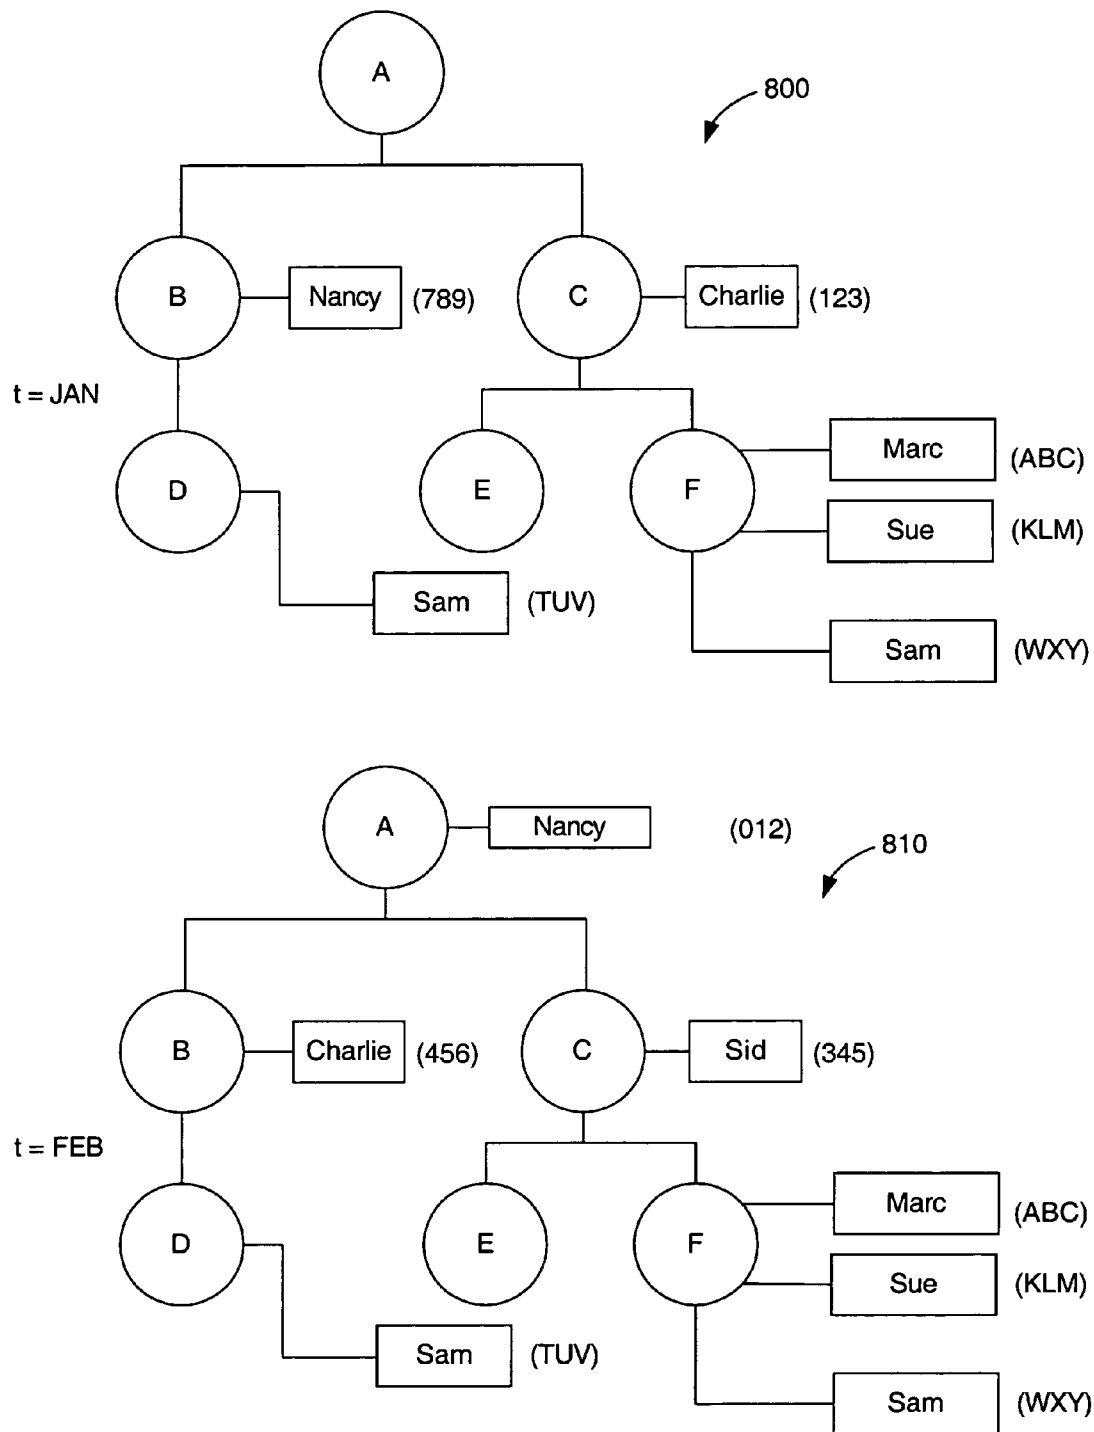 A
800
B
Nancy (789)
C
Charlie (123)
t = JAN
D
E
F
Marc (ABC)
Sue (KLM)
Sam (TUV)
Sam (WXY)
A
Nancy (012)
810
B
Charlie (456)
C
Sid (345)
t = FEB
D
E
F
Marc (ABC)
Sue (KLM)
Sam (TUV)
Sam (WXY)